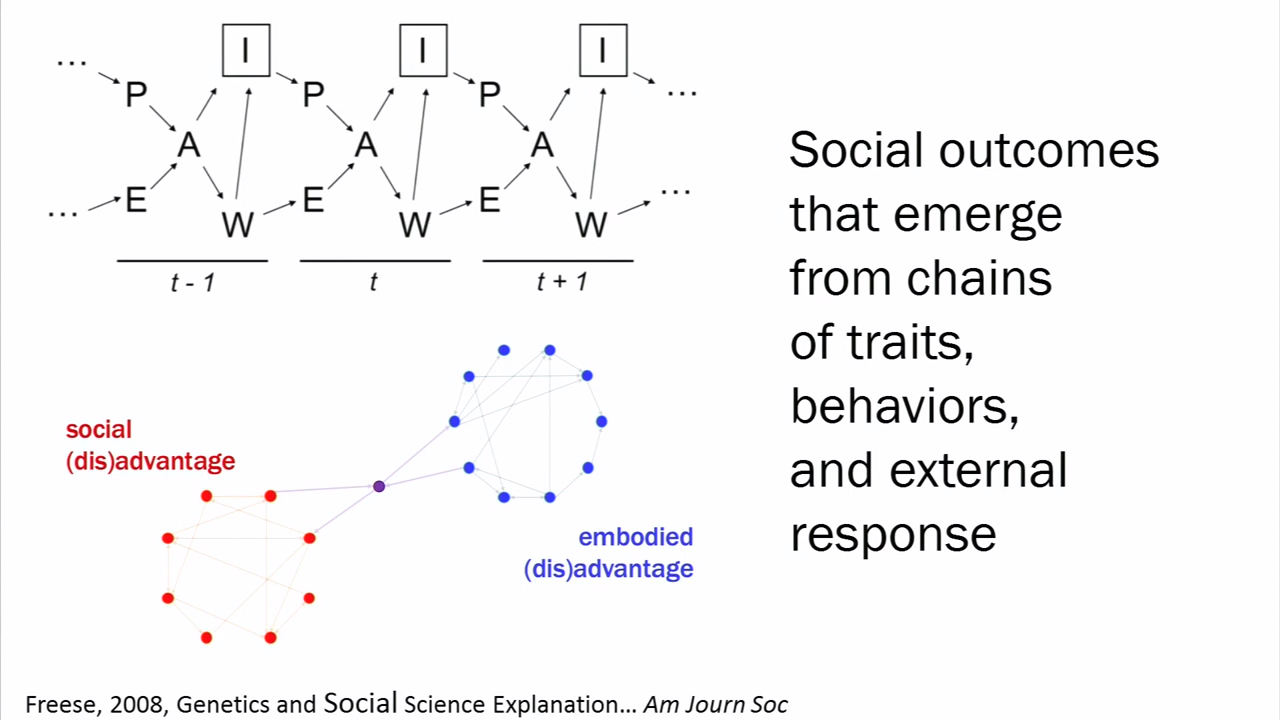 I I I
... P P P ...
A A A
... E E E ...
W W W
t - 1 t t + 1
social
(dis)advantage
embodied
(dis)advantage
Social outcomes
that emerge
from chains
of traits,
behaviors,
and external
response
Freese, 2008, Genetics and Social Science Explanation... Am Journ Soc